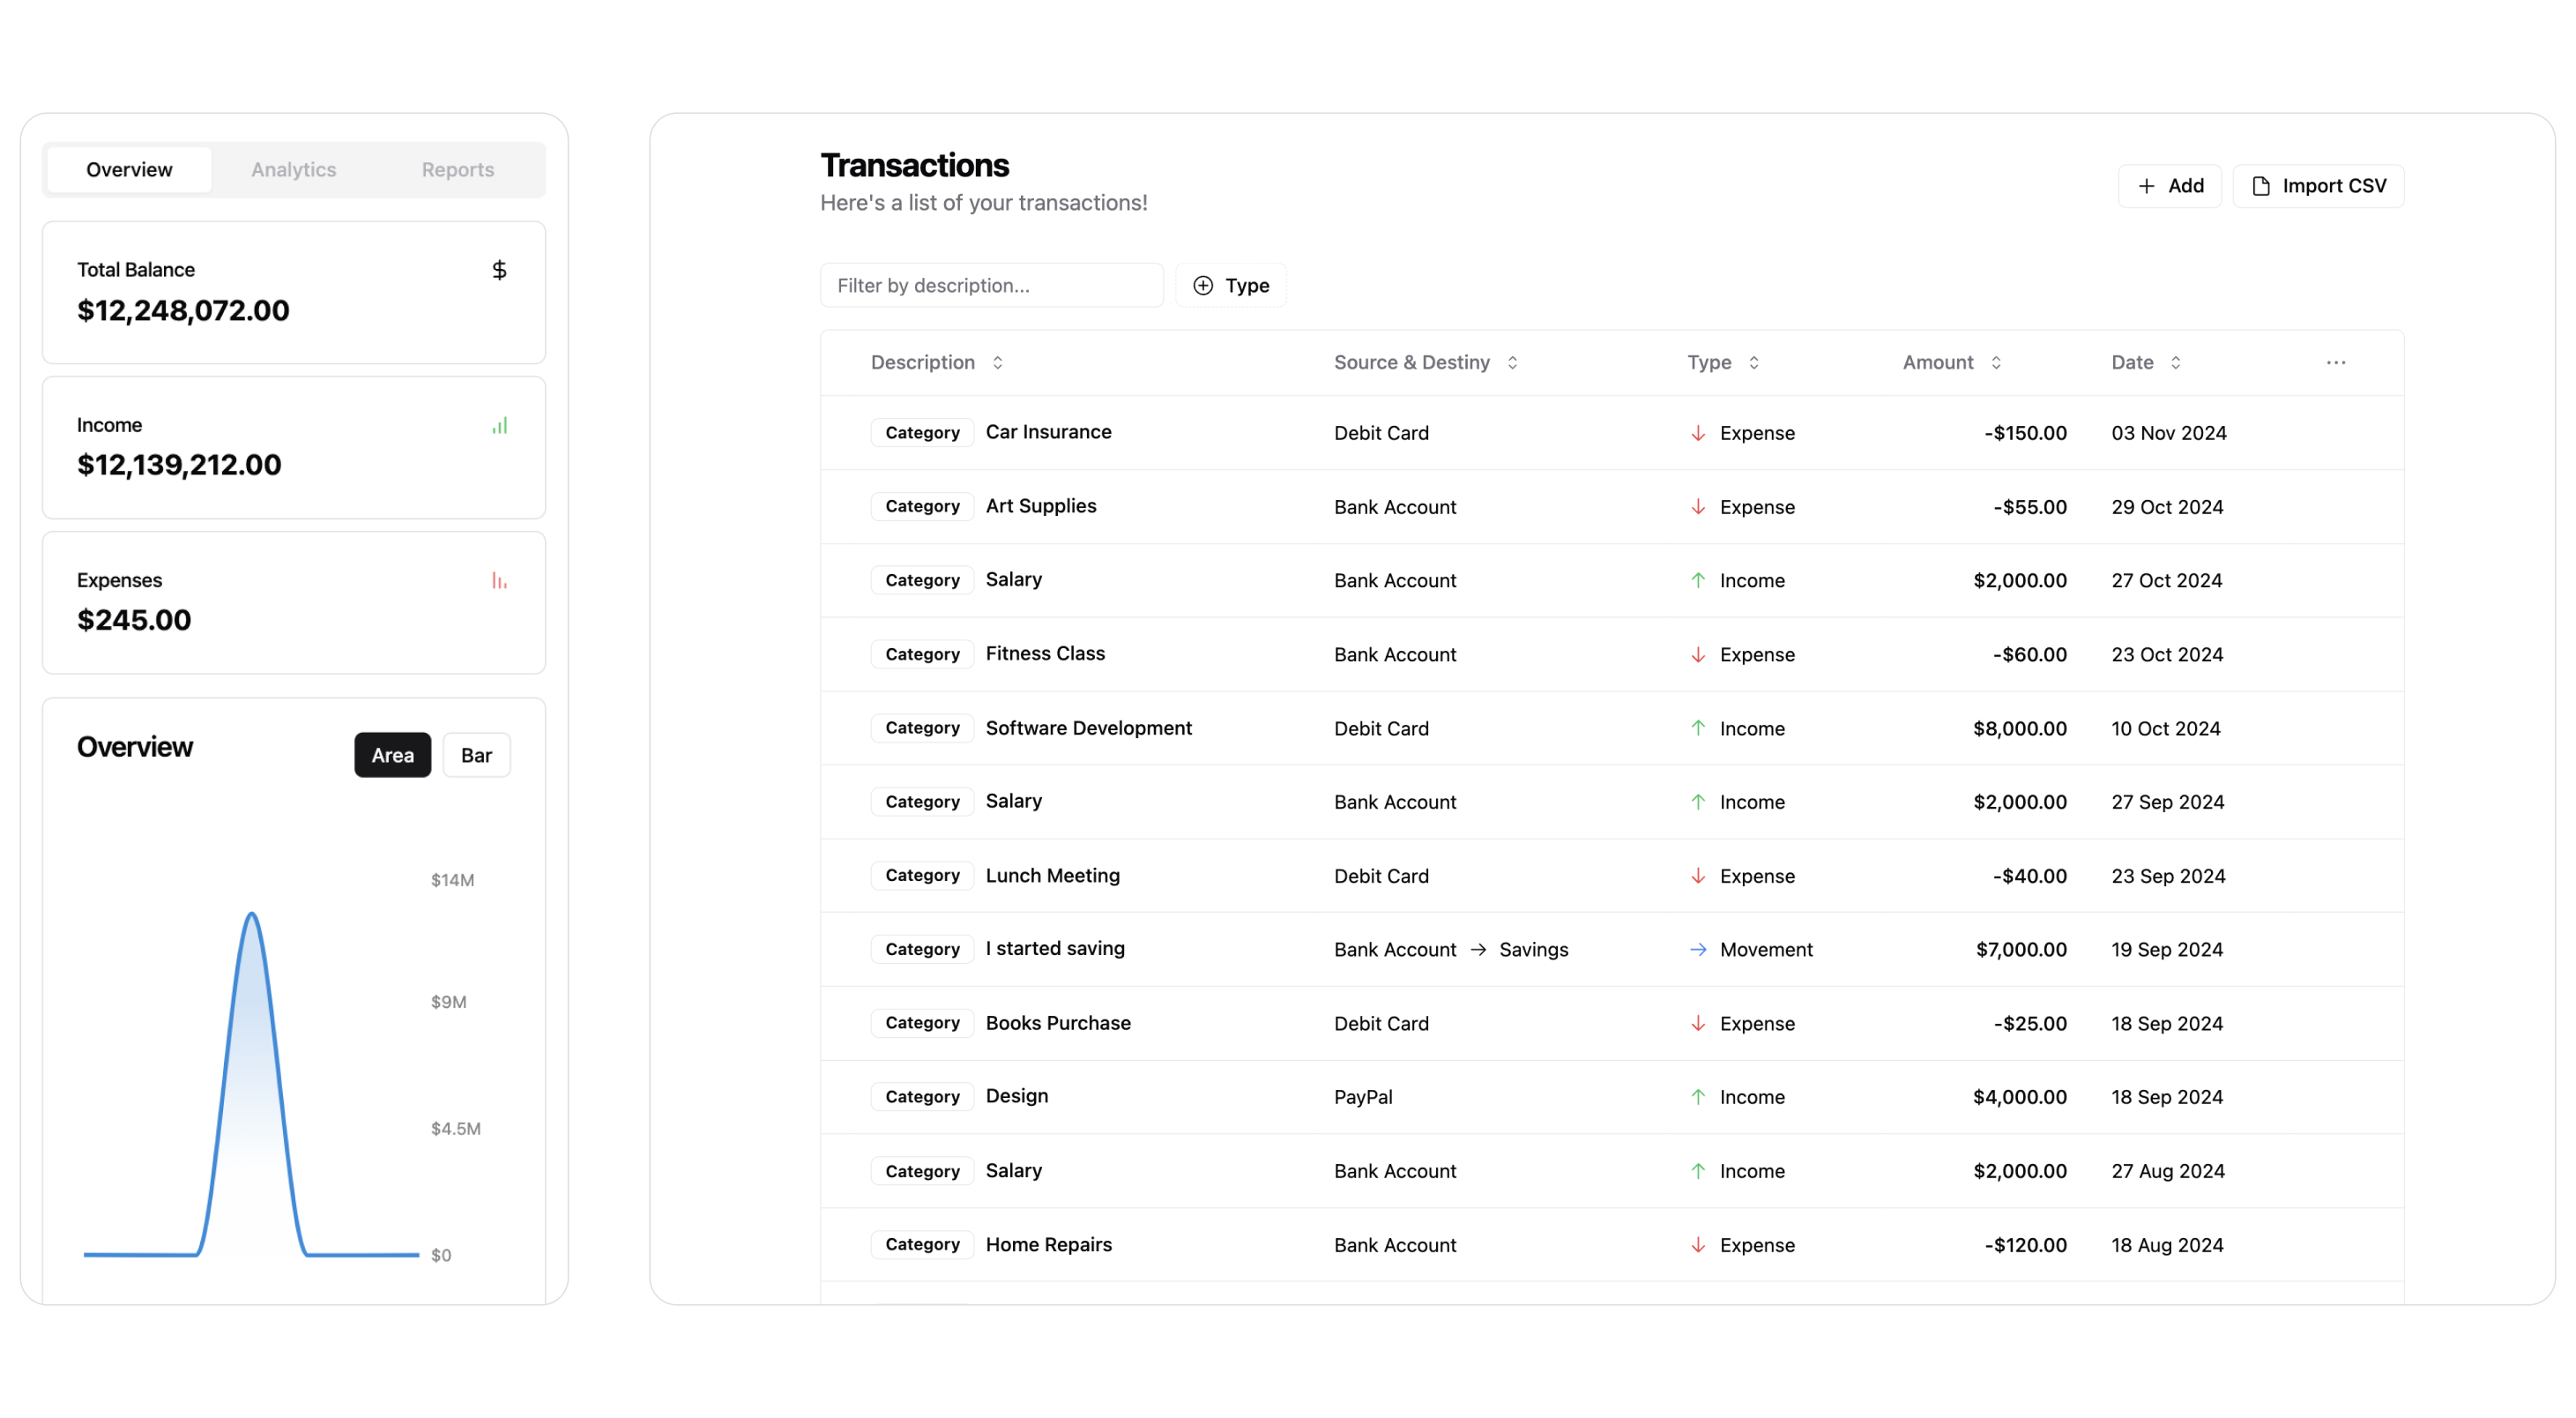 Overview Analytics Reports
Total Balance
$12,248,072.00
Income
$12,139,212.00
Expenses
$245.00
Overview Area Bar
$14M
$9M
$4.5M
$0
Transactions
Here's a list of your transactions!
Add Import CSV
Filter by description... Type
Description Source & Destiny Type Amount Date
Category Car Insurance Debit Card Expense -$150.00 03 Nov 2024
Category Art Supplies Bank Account Expense -$55.00 29 Oct 2024
Category Salary Bank Account Income $2,000.00 27 Oct 2024
Category Fitness Class Bank Account Expense -$60.00 23 Oct 2024
Category Software Development Debit Card Income $8,000.00 10 Oct 2024
Category Salary Bank Account Income $2,000.00 27 Sep 2024
Category Lunch Meeting Debit Card Expense -$40.00 23 Sep 2024
Category I started saving Bank Account → Savings Movement $7,000.00 19 Sep 2024
Category Books Purchase Debit Card Expense -$25.00 18 Sep 2024
Category Design PayPal Income $4,000.00 18 Sep 2024
Category Salary Bank Account Income $2,000.00 27 Aug 2024
Category Home Repairs Bank Account Expense -$120.00 18 Aug 2024